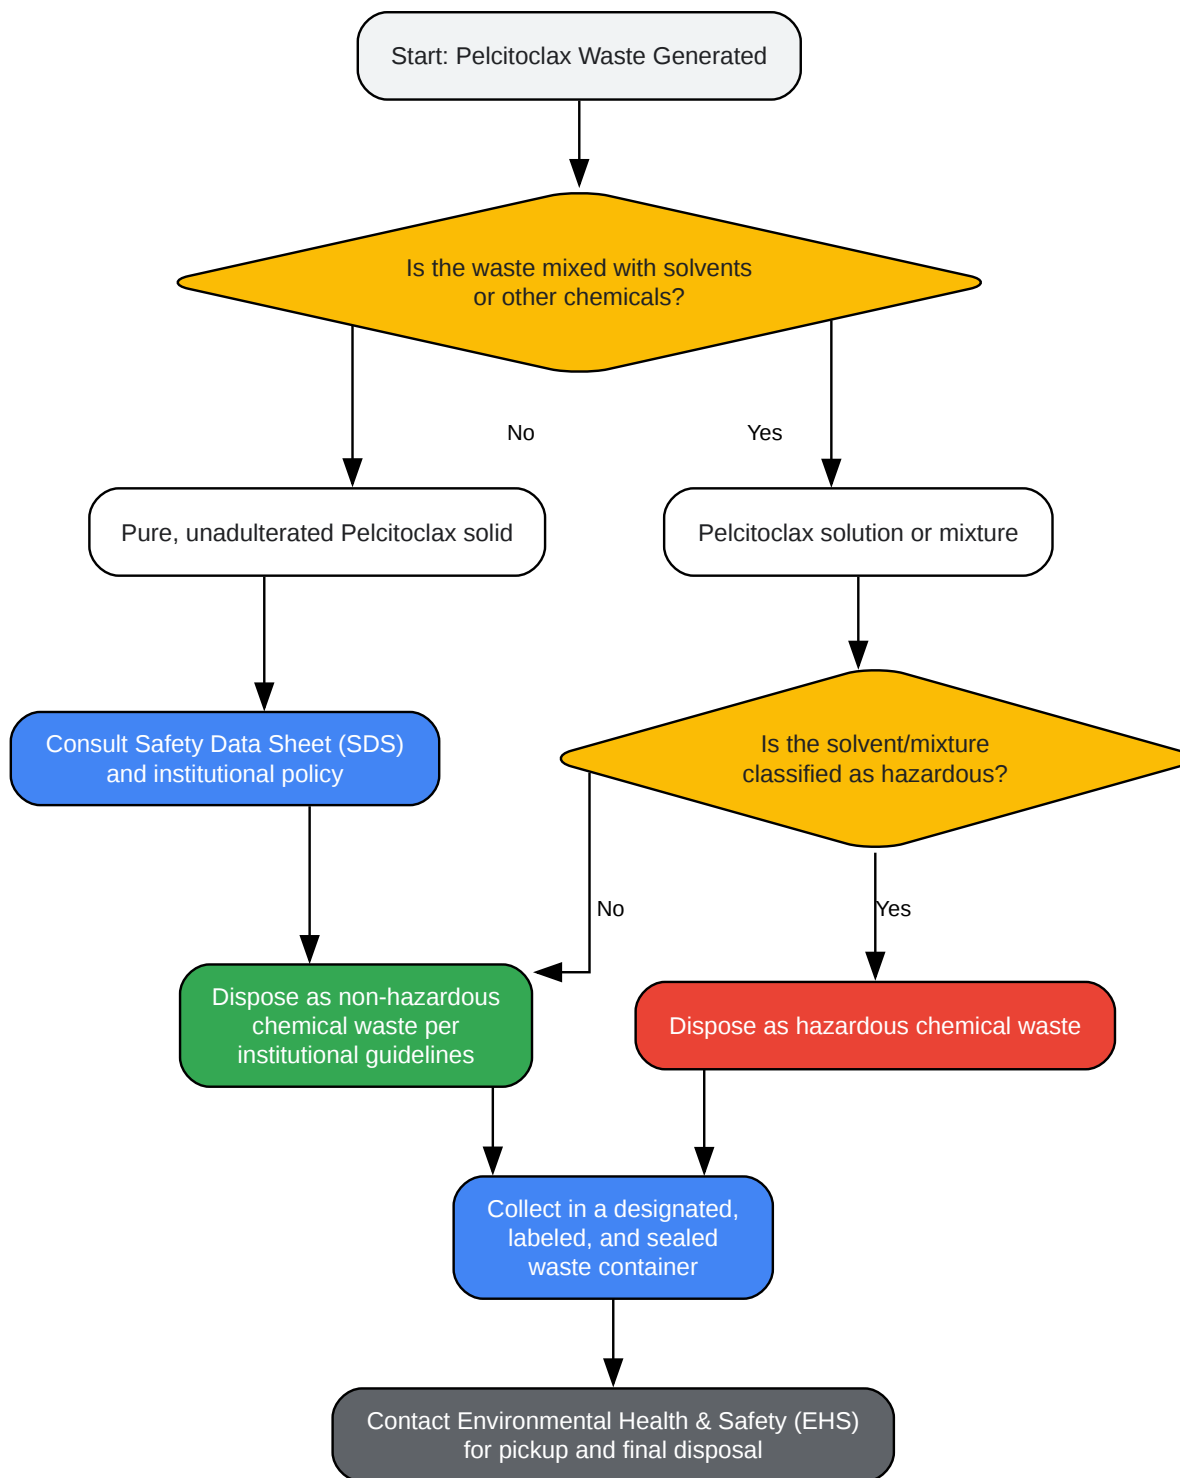 Start: Pelcitoclax Waste Generated
Is the waste mixed with solvents
or other chemicals?
No
Yes
Pure, unadulterated Pelcitoclax solid
Pelcitoclax solution or mixture
Consult Safety Data Sheet (SDS)
and institutional policy
Is the solvent/mixture
classified as hazardous?
No
Yes
Dispose as non-hazardous
chemical waste per
institutional guidelines
Dispose as hazardous chemical waste
Collect in a designated,
labeled, and sealed
waste container
Contact Environmental Health & Safety (EHS)
for pickup and final disposal